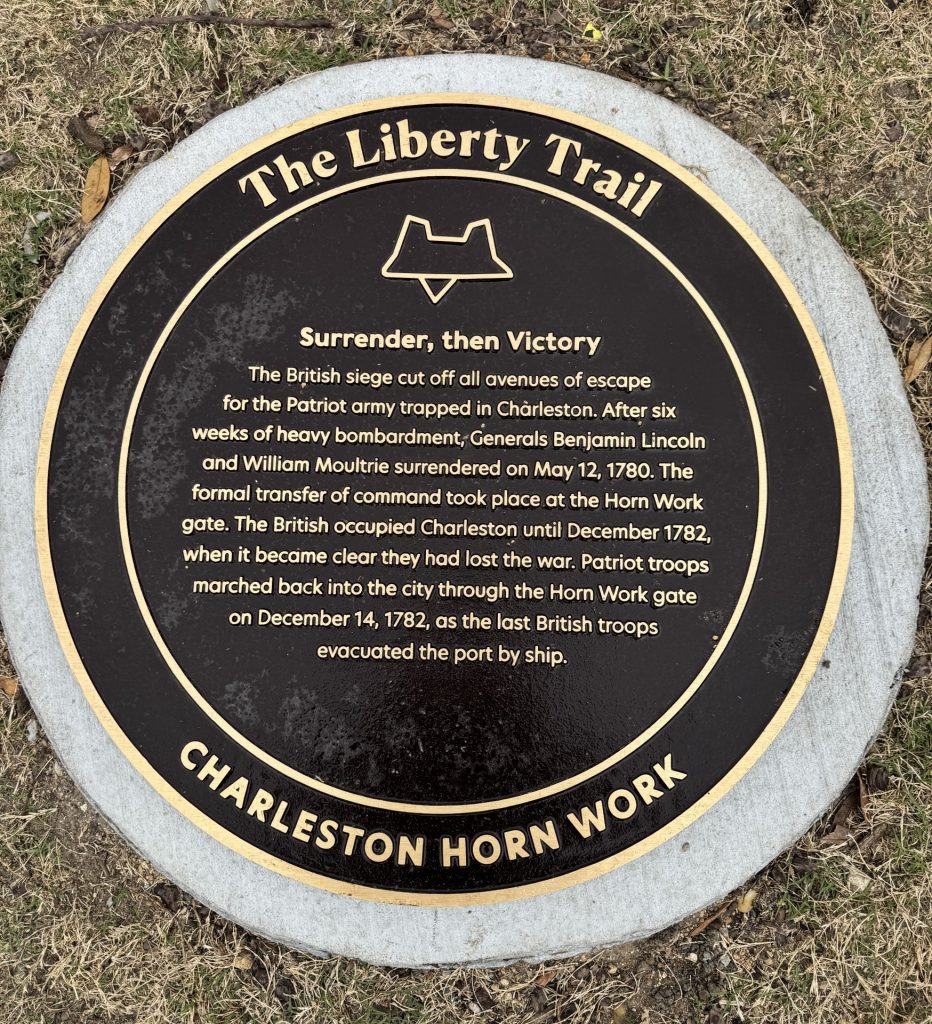 The Liberty Trail
Surrender, then Victory
The British siege cut off all avenues of escape
for the Patriot army trapped in Charleston. After six
weeks of heavy bombardment, Generals Benjamin Lincoln
and William Moultrie surrendered on May 12, 1780. The
formal transfer of command took place at the Horn Work
gate. The British occupied Charleston until December 1782,
when it became clear they had lost the war. Patriot troops
marched back into the city through the Horn Work gate
on December 14, 1782, as the last British troops
evacuated the port by ship.
CHARLESTON HORN WORK